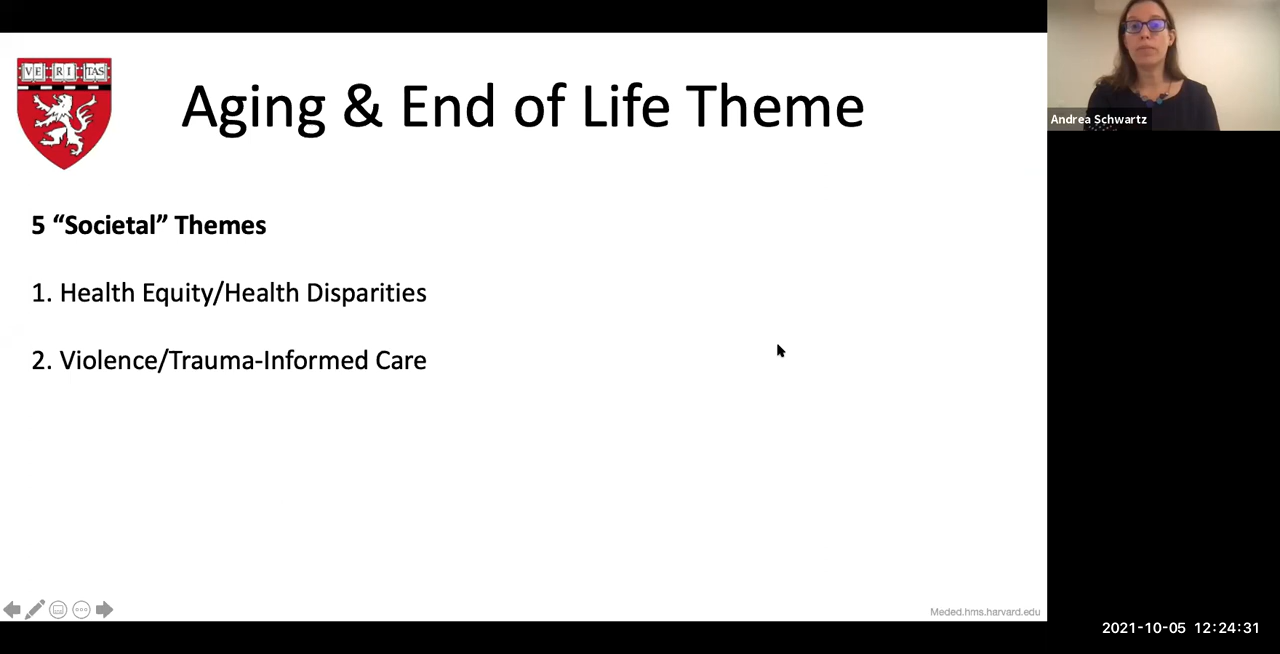 VE RI TAS
Aging & End of Life Theme
Andrea Schwartz
5 “Societal” Themes
1. Health Equity/Health Disparities
2. Violence/Trauma-Informed Care
Meded.hms.harvard.edu
2021-10-05 12:24:31